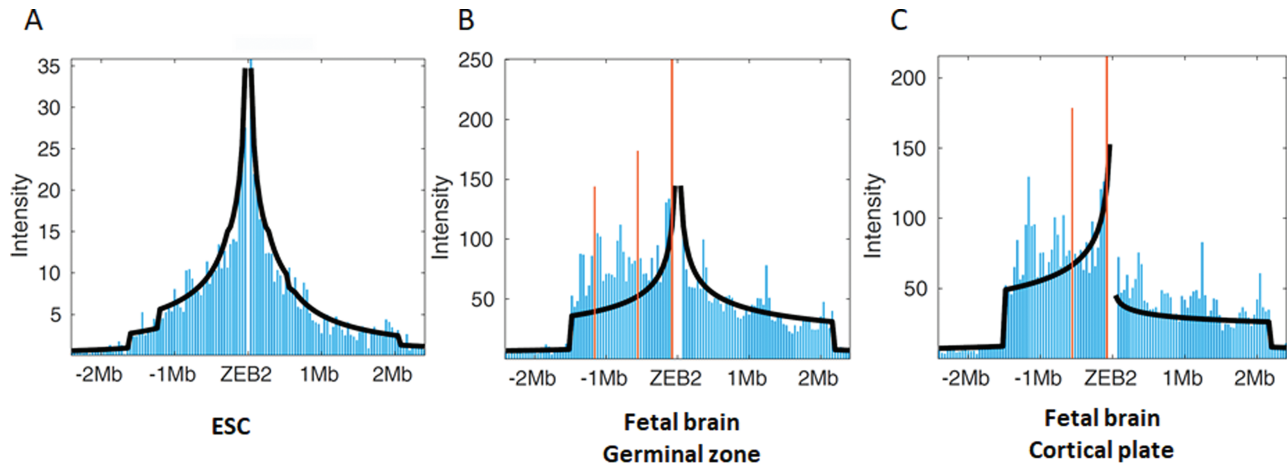 A
B
C
Intensity
35
30
25
20
15
10
5
-2Mb -1Mb ZEB2 1Mb 2Mb
ESC
Intensity
250
200
150
100
50
-2Mb -1Mb ZEB2 1Mb 2Mb
Fetal brain
Germinal zone
Intensity
200
150
100
50
-2Mb -1Mb ZEB2 1Mb 2Mb
Fetal brain
Cortical plate